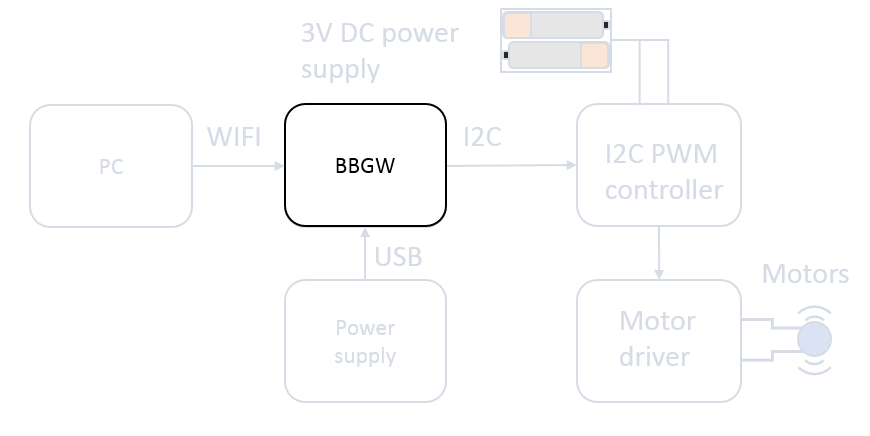 3V DC power
supply
WIFI
I2C
PC
BBGW
I2C PWM
controller
USB
Motors
Power
supply
Motor
driver